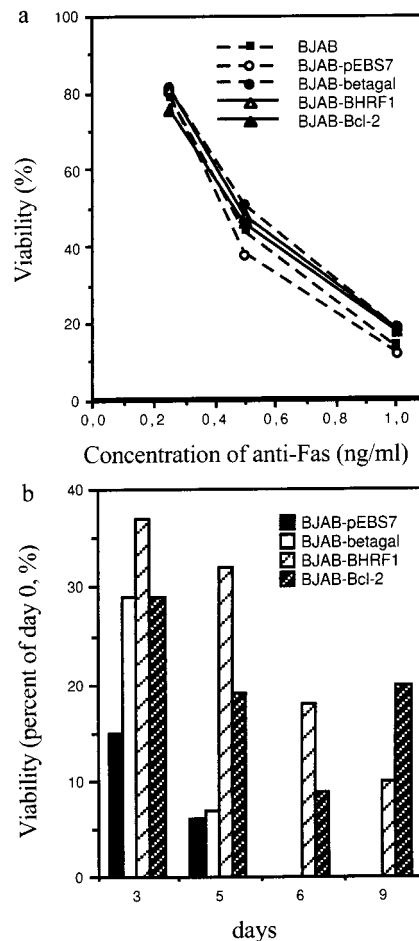 a
BJAB
BJAB-pEBS7
BJAB-betagal
BJAB-BHRF1
BJAB-Bcl-2
100
80
60
40
20
0
Viability (%)
0,0 0,2 0,4 0,6 0,8 1,0
Concentration of anti-Fas (ng/ml)
b
BJAB-pEBS7
BJAB-betagal
BJAB-BHRF1
BJAB-Bcl-2
40
30
20
10
0
Viability (percent of day 0, %)
3 5 6 9
days